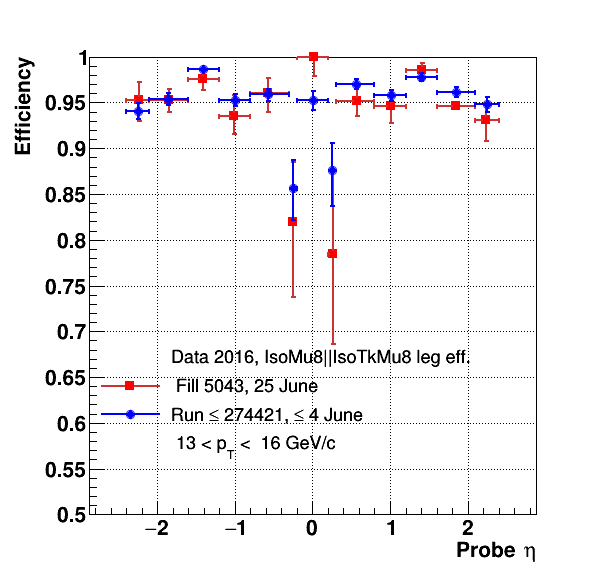 Efficiency
1
0.95
0.9
0.85
0.8
0.75
0.7
0.65
0.6
0.55
0.5
Data 2016, IsoMu8||IsoTkMu8 leg eff.
Fill 5043, 25 June
Run ≤ 274421, ≤ 4 June
13 < p_T < 16 GeV/c
−2 −1 0 1 2
Probe η